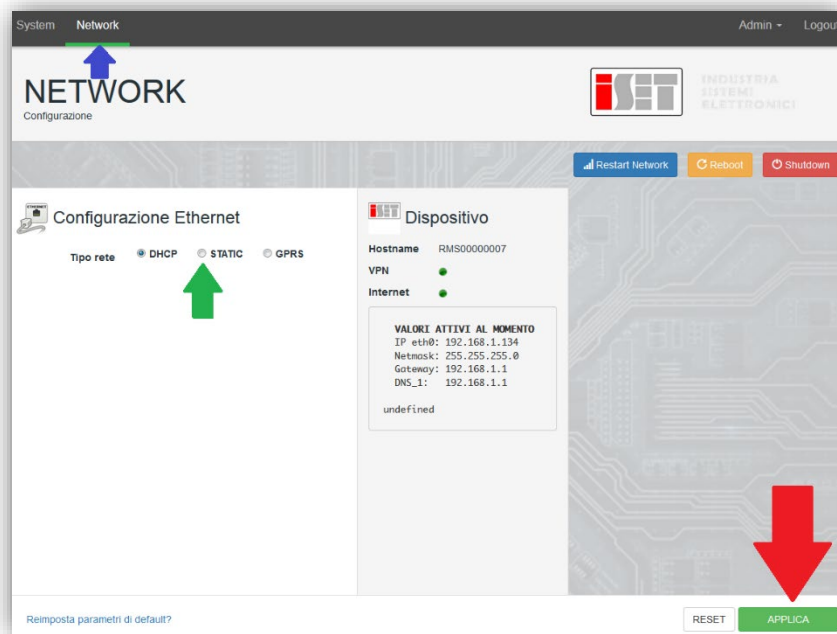 System Network Admin Logout
NETWORK
Configurazione
iSET
INDUSTRIA
SISTEMI
ELETTRONICI
Restart Network Reboot Shutdown
ETHERNET
Configurazione Ethernet
Tipo rete DHCP STATIC GPRS
iSET Dispositivo
Hostname RMS00000007
VPN
Internet
VALORI ATTIVI AL MOMENTO
IP eth0: 192.168.1.134
Netmask: 255.255.255.0
Gateway: 192.168.1.1
DNS_1: 192.168.1.1
undefined
Reimposta parametri di default?
RESET APPLICA